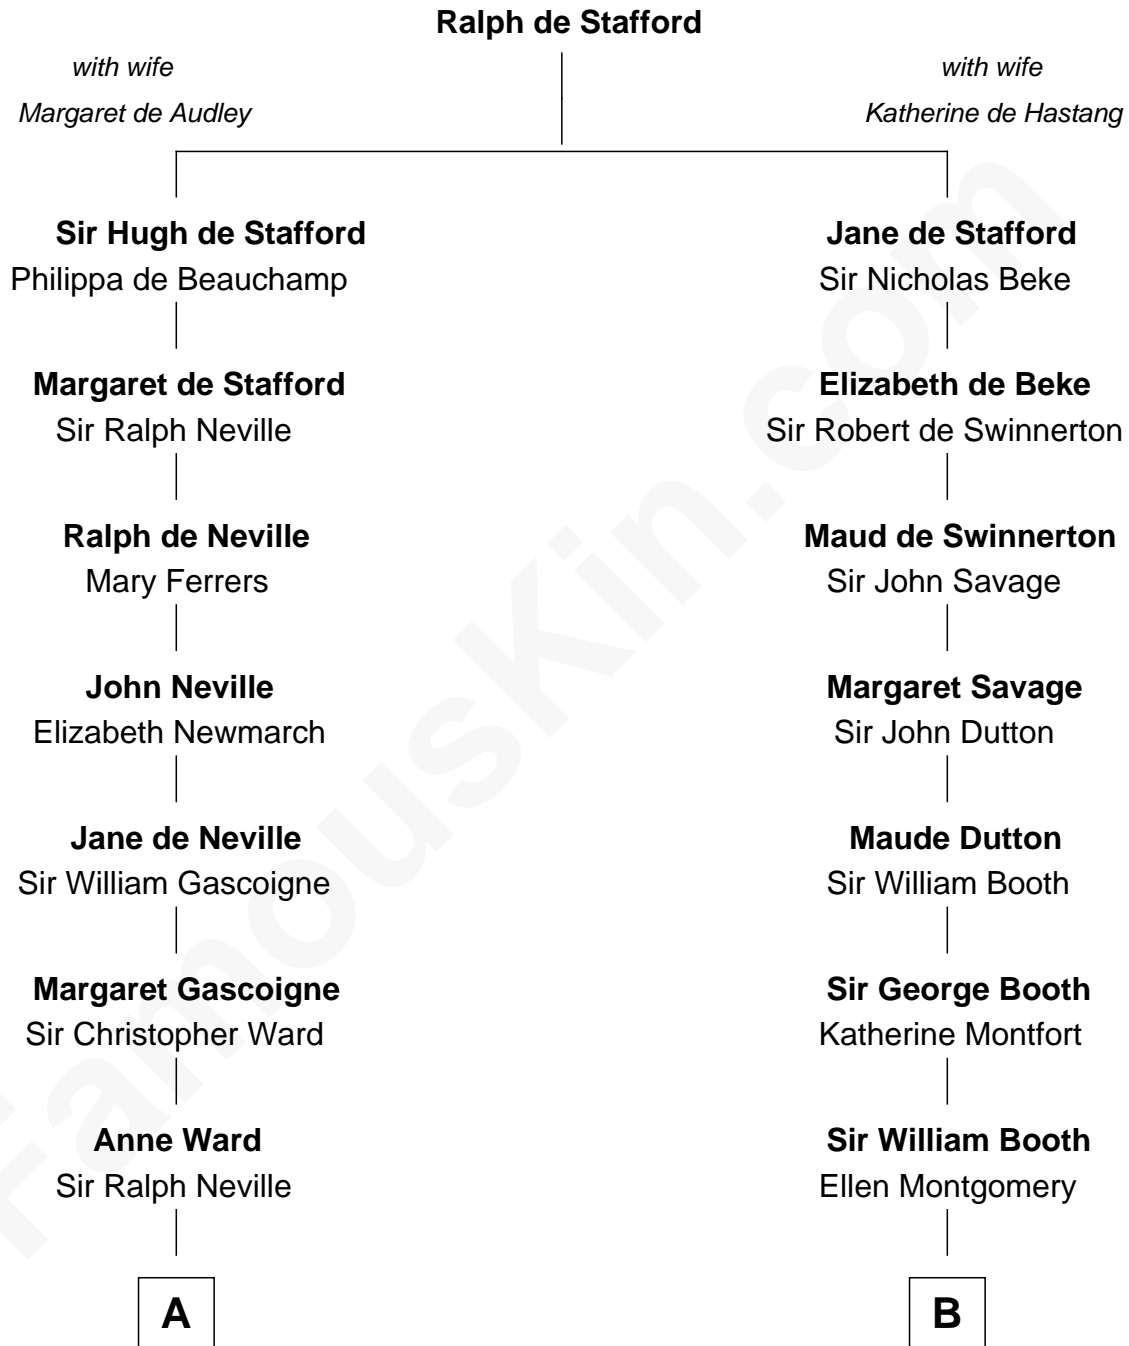 Ralph de Stafford
with wife
Margaret de Audley
with wife
Katherine de Hastang
Sir Hugh de Stafford
Philippa de Beauchamp
Margaret de Stafford
Sir Ralph Neville
Ralph de Neville
Mary Ferrers
John Neville
Elizabeth Newmarch
Jane de Neville
Sir William Gascoigne
Margaret Gascoigne
Sir Christopher Ward
Anne Ward
Sir Ralph Neville
A
Jane de Stafford
Sir Nicholas Beke
Elizabeth de Beke
Sir Robert de Swinnerton
Maud de Swinnerton
Sir John Savage
Margaret Savage
Sir John Dutton
Maude Dutton
Sir William Booth
Sir George Booth
Katherine Montfort
Sir William Booth
Ellen Montgomery
B
FamousKin.com